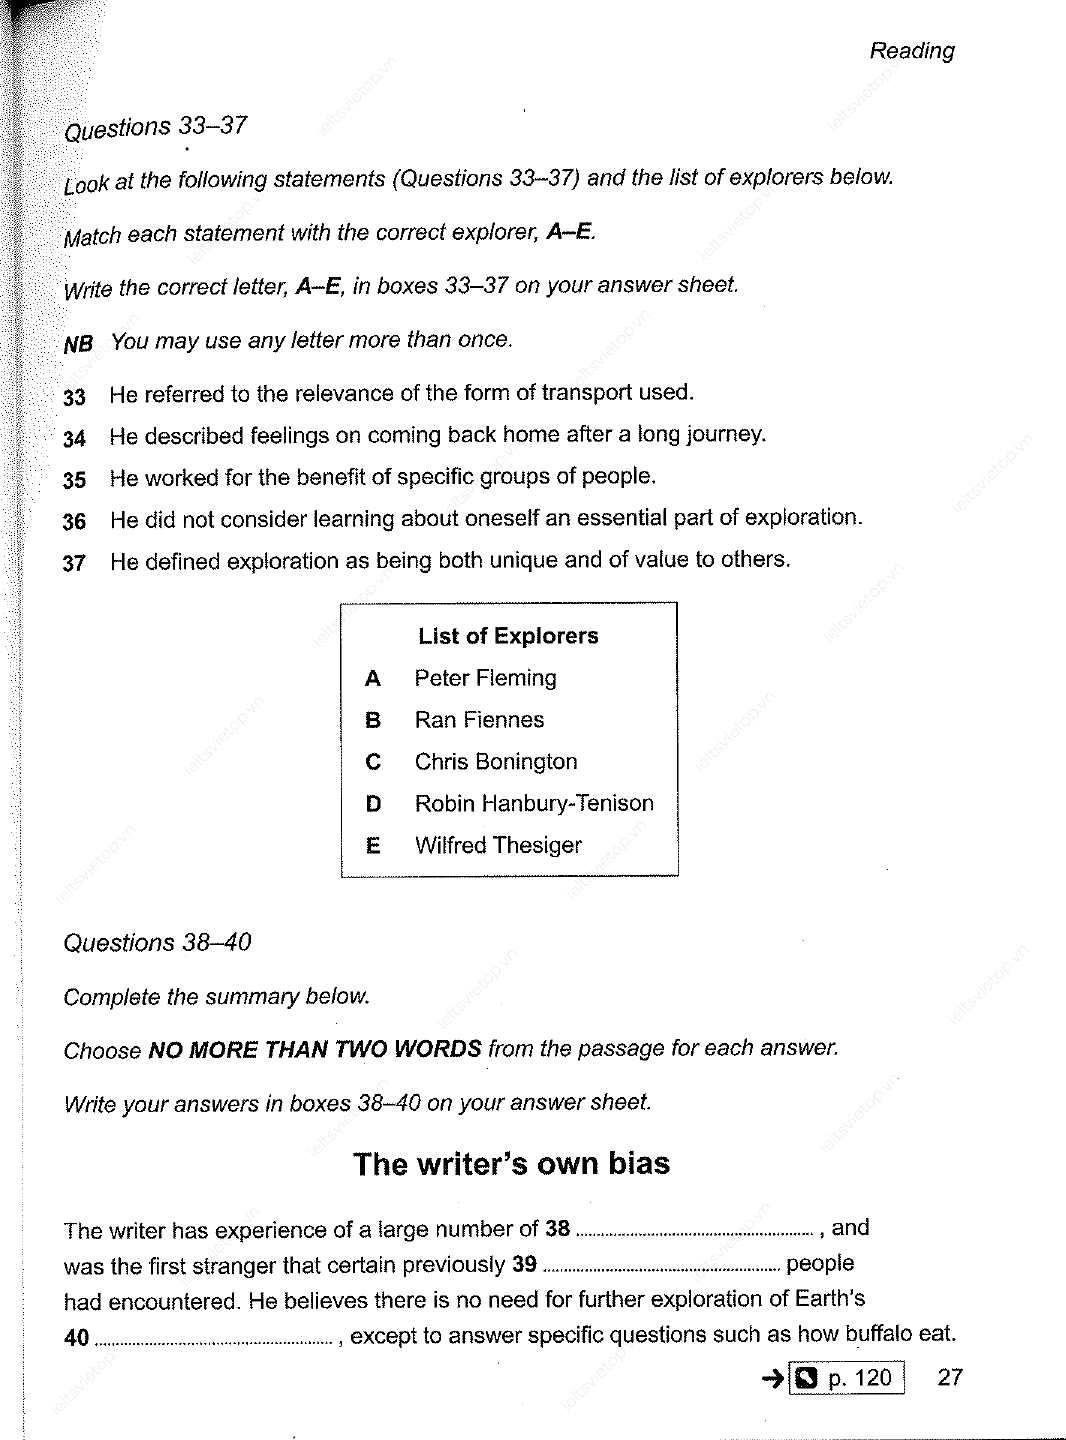 Reading
Questions 33–37
Look at the following statements (Questions 33–37) and the list of explorers below.
Match each statement with the correct explorer, A–E.
Write the correct letter, A–E, in boxes 33–37 on your answer sheet.
NB You may use any letter more than once.
33 He referred to the relevance of the form of transport used.
34 He described feelings on coming back home after a long journey.
35 He worked for the benefit of specific groups of people.
36 He did not consider learning about oneself an essential part of exploration.
37 He defined exploration as being both unique and of value to others.
List of Explorers
A Peter Fleming
B Ran Fiennes
C Chris Bonington
D Robin Hanbury-Tenison
E Wilfred Thesiger
Questions 38–40
Complete the summary below.
Choose NO MORE THAN TWO WORDS from the passage for each answer.
Write your answers in boxes 38–40 on your answer sheet.
The writer's own bias
The writer has experience of a large number of 38 ........................................ , and
was the first stranger that certain previously 39 ........................................ people
had encountered. He believes there is no need for further exploration of Earth's
40 ........................................ , except to answer specific questions such as how buffalo eat.
→ p. 120 27
ieltsvietop.vn